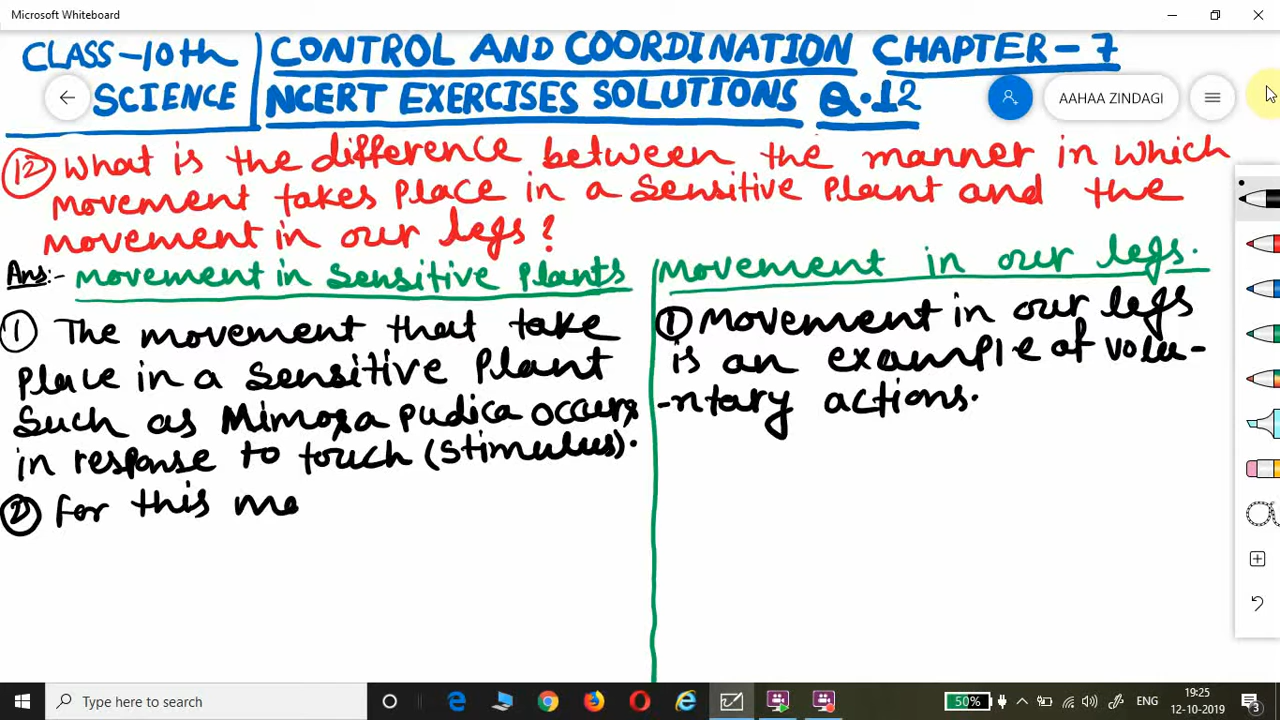 Microsoft Whiteboard
CLASS-10th
SCIENCE
CONTROL AND COORDINATION CHAPTER-7
NCERT EXERCISES SOLUTIONS Q.12
AAHAA ZINDAGI
12 What is the difference between the manner in which
movement takes Place in a Sensitive Plant and the
movement in our legs?
Ans:- movement in Sensitive Plants
① The movement that take
Place in a Sensitive Plant
Such as Mimosa pudica occurs
in response to touch (Stimulus).
② For this mo
Movement in our legs.
① Movement in our legs
is an example of volu-
-ntary actions.
Type here to search
50%
ENG
19:25
12-10-2019
3